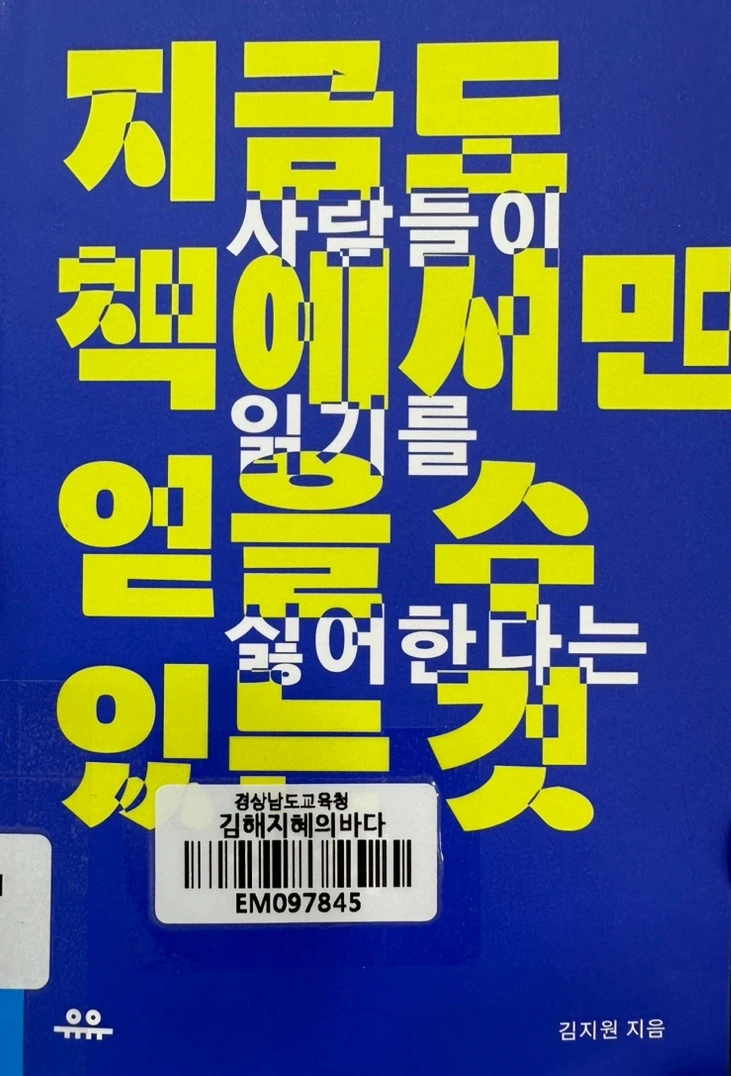 지금도
사람들이
책에서만
읽기를
얻을 수
싫어한다는
있는 것
경상남도교육청
김해지혜의바다
EM097845
유유
김지원 지음